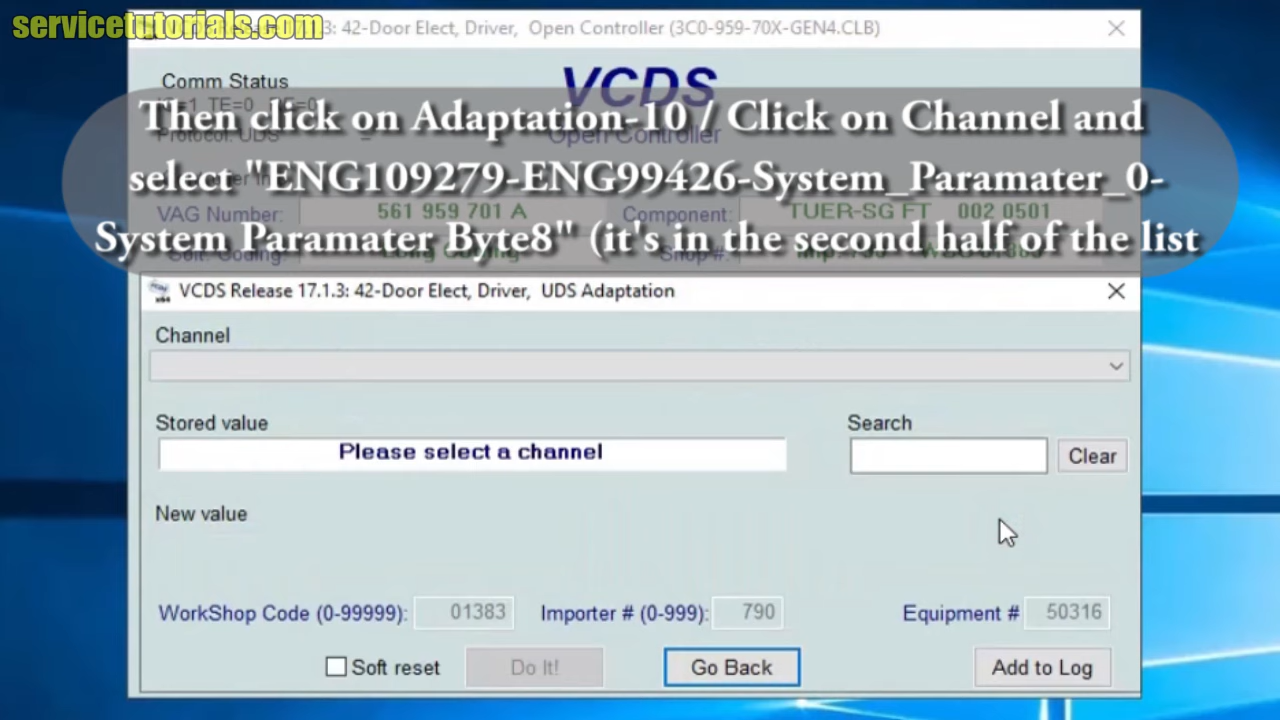 servicetutorials.com
3: 42-Door Elect, Driver, Open Controller (3C0-959-70X-GEN4.CLB)
Comm Status
VCDS
Then click on Adaptation-10 / Click on Channel and
Protocol: UDS
Open Controller
select "ENG109279-ENG99426-System_Paramater_0-
VAG Number: 561 959 701 A Component: TUER-SG FT 002 0501
System Paramater Byte8" (it's in the second half of the list
VCDS Release 17.1.3: 42-Door Elect, Driver, UDS Adaptation
Channel
Stored value Search
Please select a channel Clear
New value
WorkShop Code (0-99999): 01383 Importer # (0-999): 790 Equipment # 50316
Soft reset Do It! Go Back Add to Log